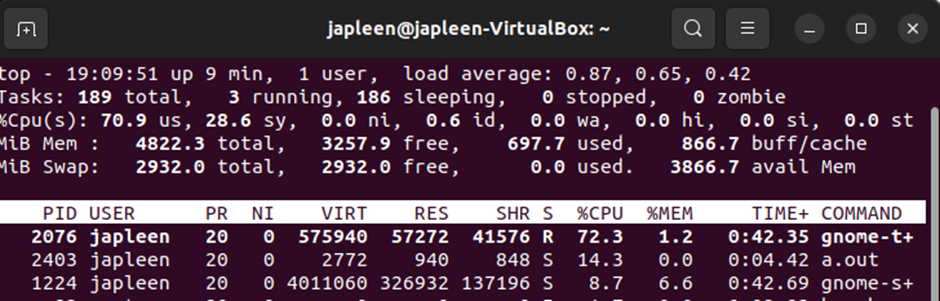 japleen@japleen-VirtualBox: ~
top - 19:09:51 up 9 min,  1 user,  load average: 0.87, 0.65, 0.42
Tasks: 189 total,   3 running, 186 sleeping,   0 stopped,   0 zombie
%Cpu(s): 70.9 us, 28.6 sy,  0.0 ni,  0.6 id,  0.0 wa,  0.0 hi,  0.0 si,  0.0 st
MiB Mem :   4822.3 total,   3257.9 free,    697.7 used,    866.7 buff/cache
MiB Swap:   2932.0 total,   2932.0 free,      0.0 used.   3866.7 avail Mem
PID USER      PR  NI    VIRT    RES    SHR S  %CPU  %MEM     TIME+ COMMAND
2076 japleen   20   0  575940  57272  41576 R  72.3   1.2   0:42.35 gnome-t+
2403 japleen   20   0    2772    940    848 S  14.3   0.0   0:04.42 a.out
1224 japleen   20   0 4011060 326932 137196 S   8.7   6.6   0:42.69 gnome-s+